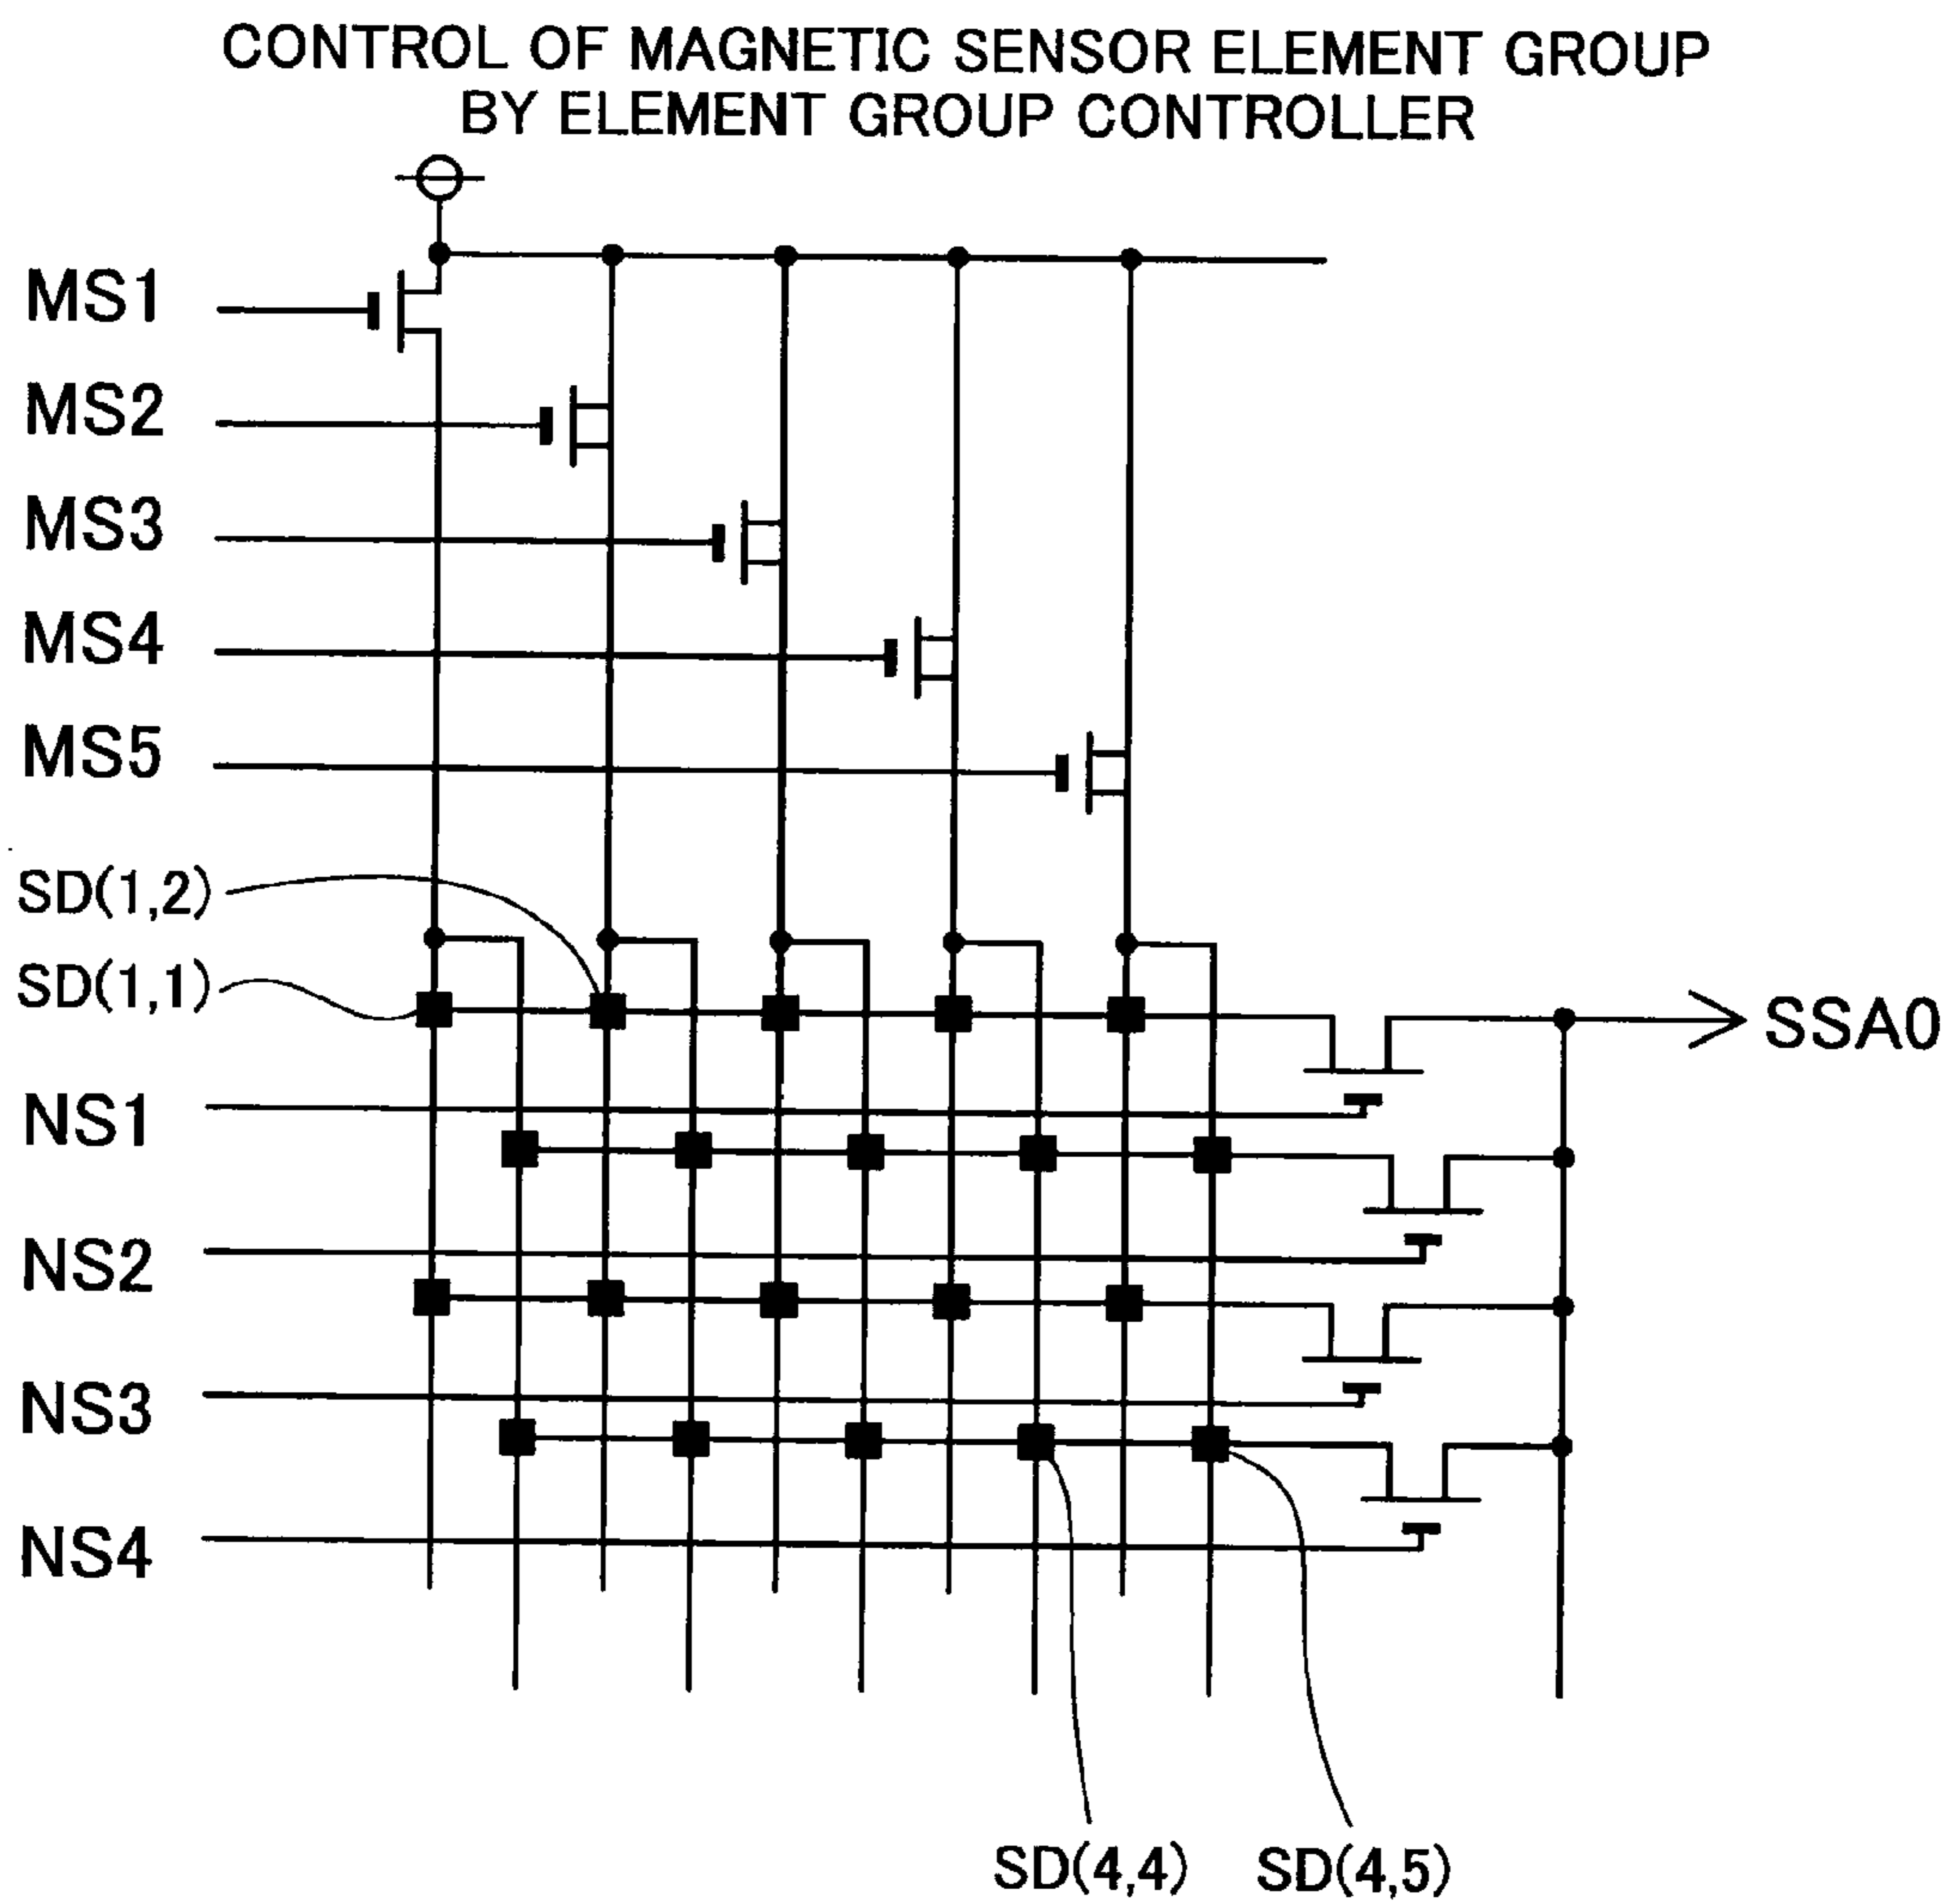 CONTROL OF MAGNETIC SENSOR ELEMENT GROUP
BY ELEMENT GROUP CONTROLLER
MS1
MS2
MS3
MS4
MS5
SD(1,2)
SD(1,1)
SSA0
NS1
NS2
NS3
NS4
SD(4,4)
SD(4,5)